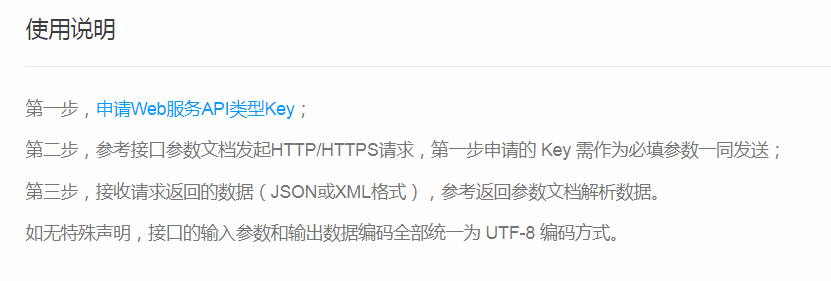 使用说明
第一步，申请Web服务API类型Key；
第二步，参考接口参数文档发起HTTP/HTTPS请求，第一步申请的 Key 需作为必填参数一同发送；
第三步，接收请求返回的数据（JSON或XML格式），参考返回参数文档解析数据。
如无特殊声明，接口的输入参数和输出数据编码全部统一为 UTF-8 编码方式。